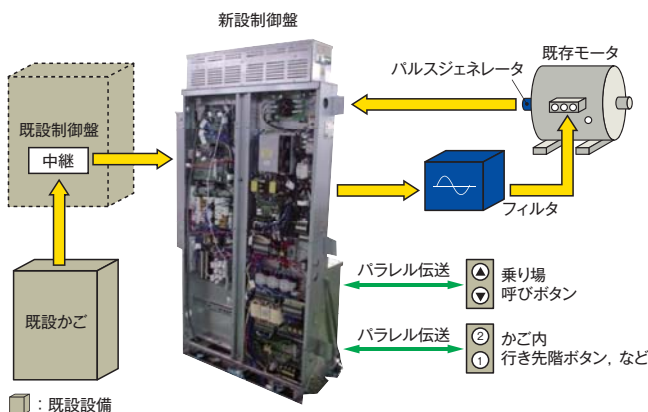 新設制御盤
既存モータ
パルスジェネレータ
既設制御盤
中継
フィルタ
既設かご
パラレル伝送
乗り場
呼びボタン
パラレル伝送
2
1
かご内
行き先階ボタン, など
：既設設備